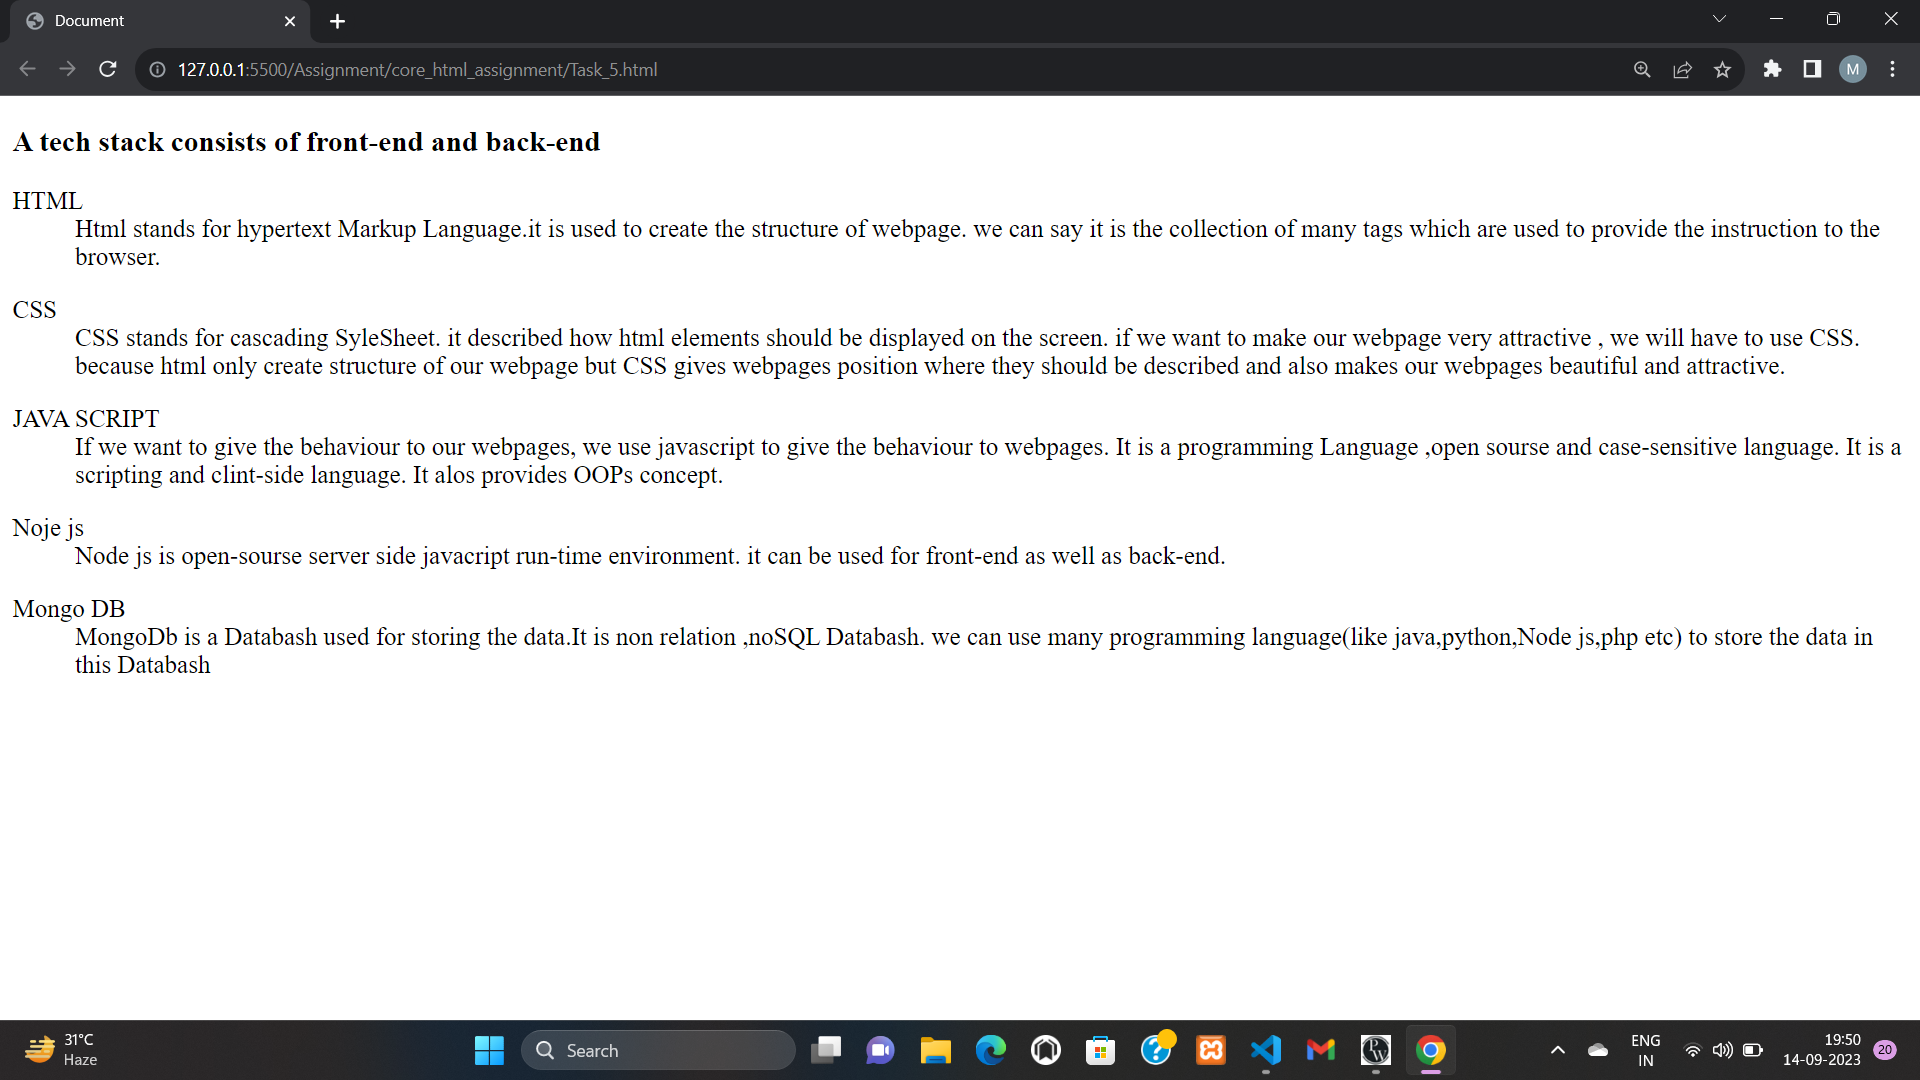 Document
127.0.0.1:5500/Assignment/core_html_assignment/Task_5.html
M
A tech stack consists of front-end and back-end
HTML
Html stands for hypertext Markup Language.it is used to create the structure of webpage. we can say it is the collection of many tags which are used to provide the instruction to the
browser.
CSS
CSS stands for cascading SyleSheet. it described how html elements should be displayed on the screen. if we want to make our webpage very attractive , we will have to use CSS.
because html only create structure of our webpage but CSS gives webpages position where they should be described and also makes our webpages beautiful and attractive.
JAVA SCRIPT
If we want to give the behaviour to our webpages, we use javascript to give the behaviour to webpages. It is a programming Language ,open sourse and case-sensitive language. It is a
scripting and clint-side language. It alos provides OOPs concept.
Noje js
Node js is open-sourse server side javacript run-time environment. it can be used for front-end as well as back-end.
Mongo DB
MongoDb is a Databash used for storing the data.It is non relation ,noSQL Databash. we can use many programming language(like java,python,Node js,php etc) to store the data in
this Databash
31°C
Haze
Search
PW
ENG
IN
19:50
14-09-2023
20